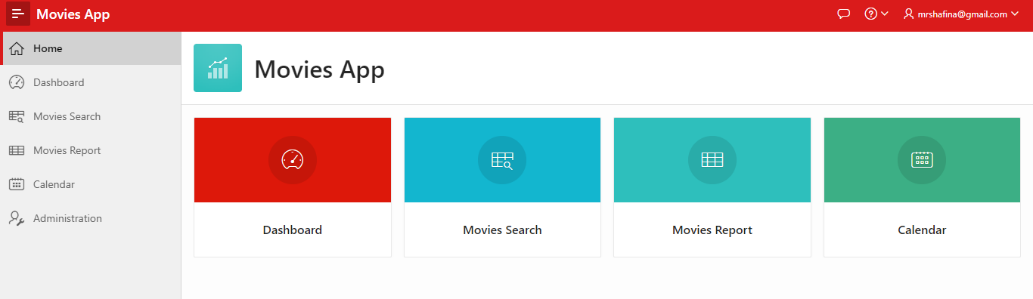 Movies App
mrshafina@gmail.com
Home
Dashboard
Movies Search
Movies Report
Calendar
Administration
Movies App
Dashboard
Movies Search
Movies Report
Calendar